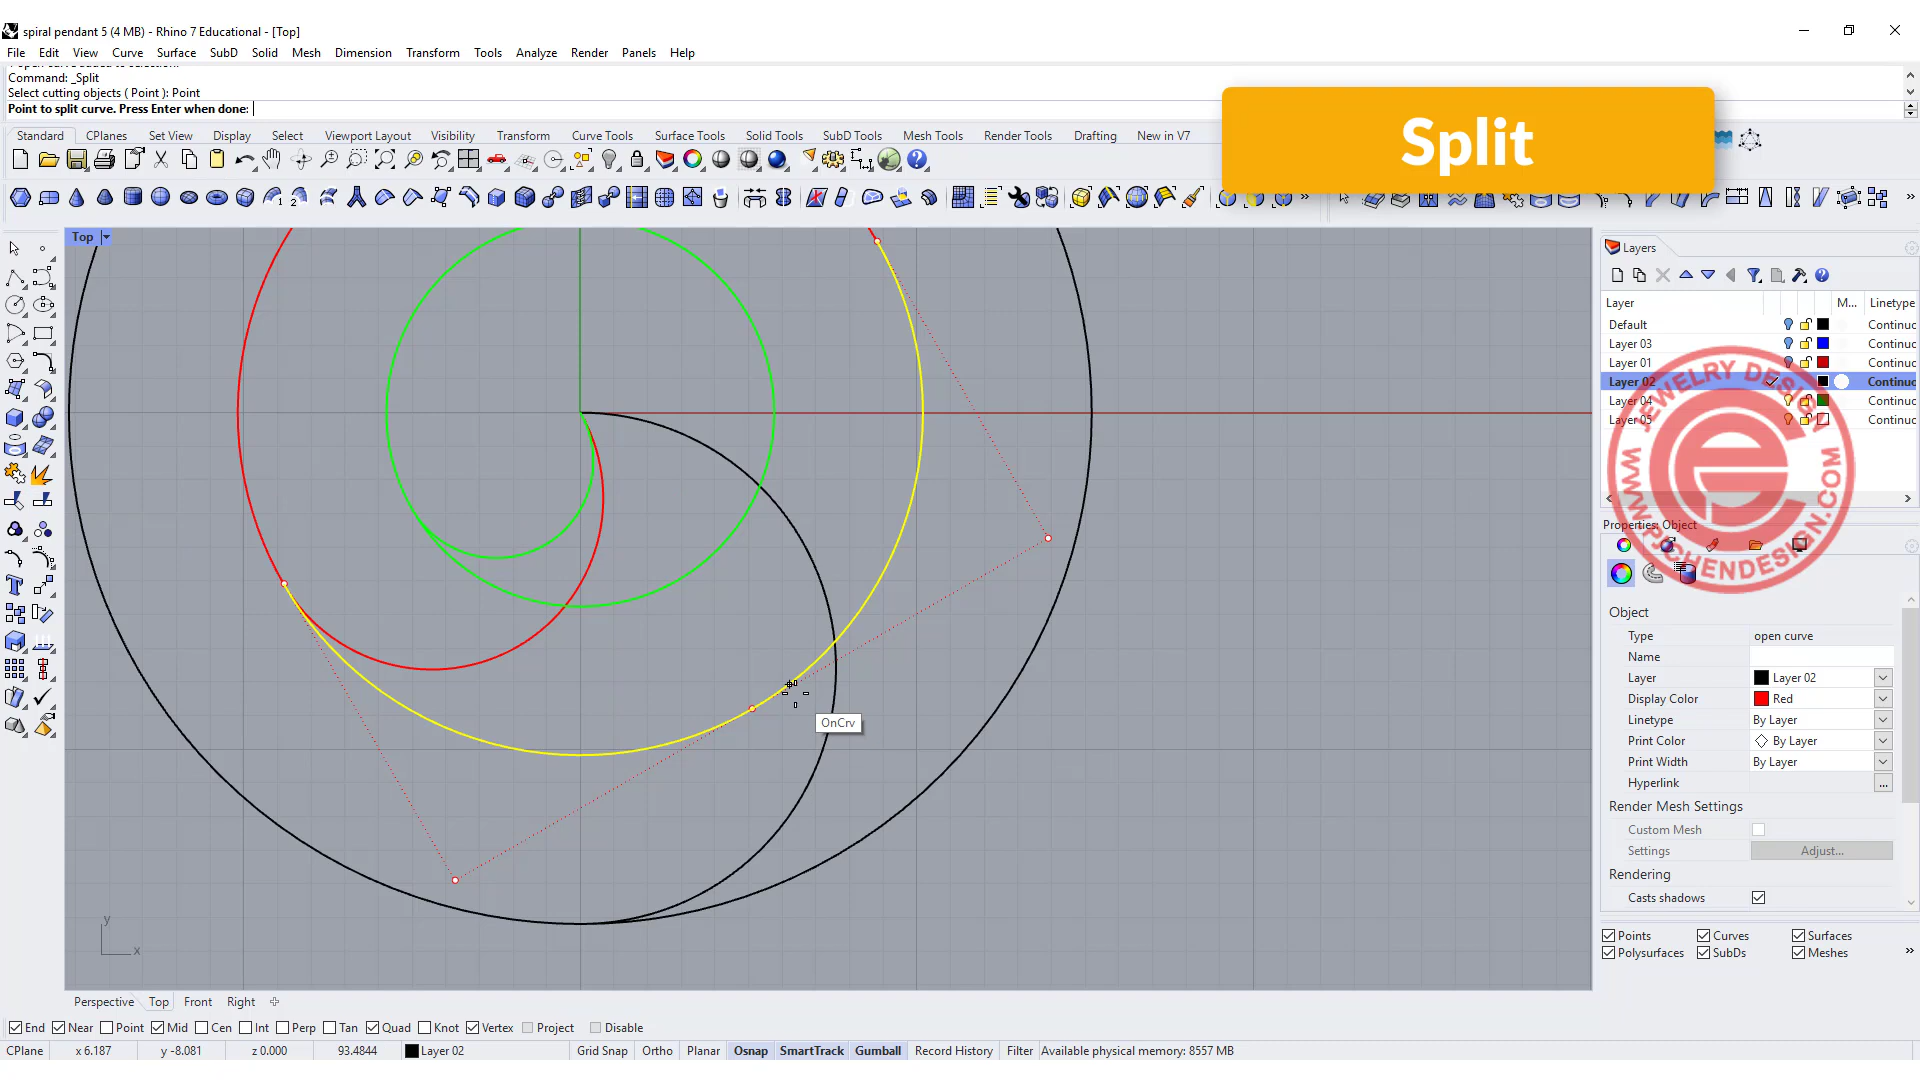 spiral pendant 5 (4 MB) - Rhino 7 Educational - [Top]
File Edit View Curve Surface SubD Solid Mesh Dimension Transform Tools Analyze Render Panels Help
Command: _Split
Select cutting objects ( Point ): Point
Point to split curve. Press Enter when done:
Split
Standard CPlanes Set View Display Select Viewport Layout Visibility Transform Curve Tools Surface Tools Solid Tools SubD Tools Mesh Tools Render Tools Drafting New in V7
Top
Layers
Layer M... Linetype
Default Continuc
Layer 03 Continuc
Layer 01 Continuc
Layer 02 Continuc
Layer 04 Continuc
Layer 05 Continuc
JEWELRY DESIGN
WWW.PJCHENDESIGN.COM
Properties: Object
OnCrv
Object
Type open curve
Name
Layer Layer 02
Display Color Red
Linetype By Layer
Print Color By Layer
Print Width By Layer
Hyperlink ...
Render Mesh Settings
Custom Mesh
Settings Adjust...
Rendering
Casts shadows
y
x
Points Curves Surfaces
Polysurfaces SubDs Meshes
Perspective Top Front Right
End Near Point Mid Cen Int Perp Tan Quad Knot Vertex Project Disable
CPlane x 6.187 y -8.081 z 0.000 93.4844 Layer 02 Grid Snap Ortho Planar Osnap SmartTrack Gumball Record History Filter Available physical memory: 8557 MB